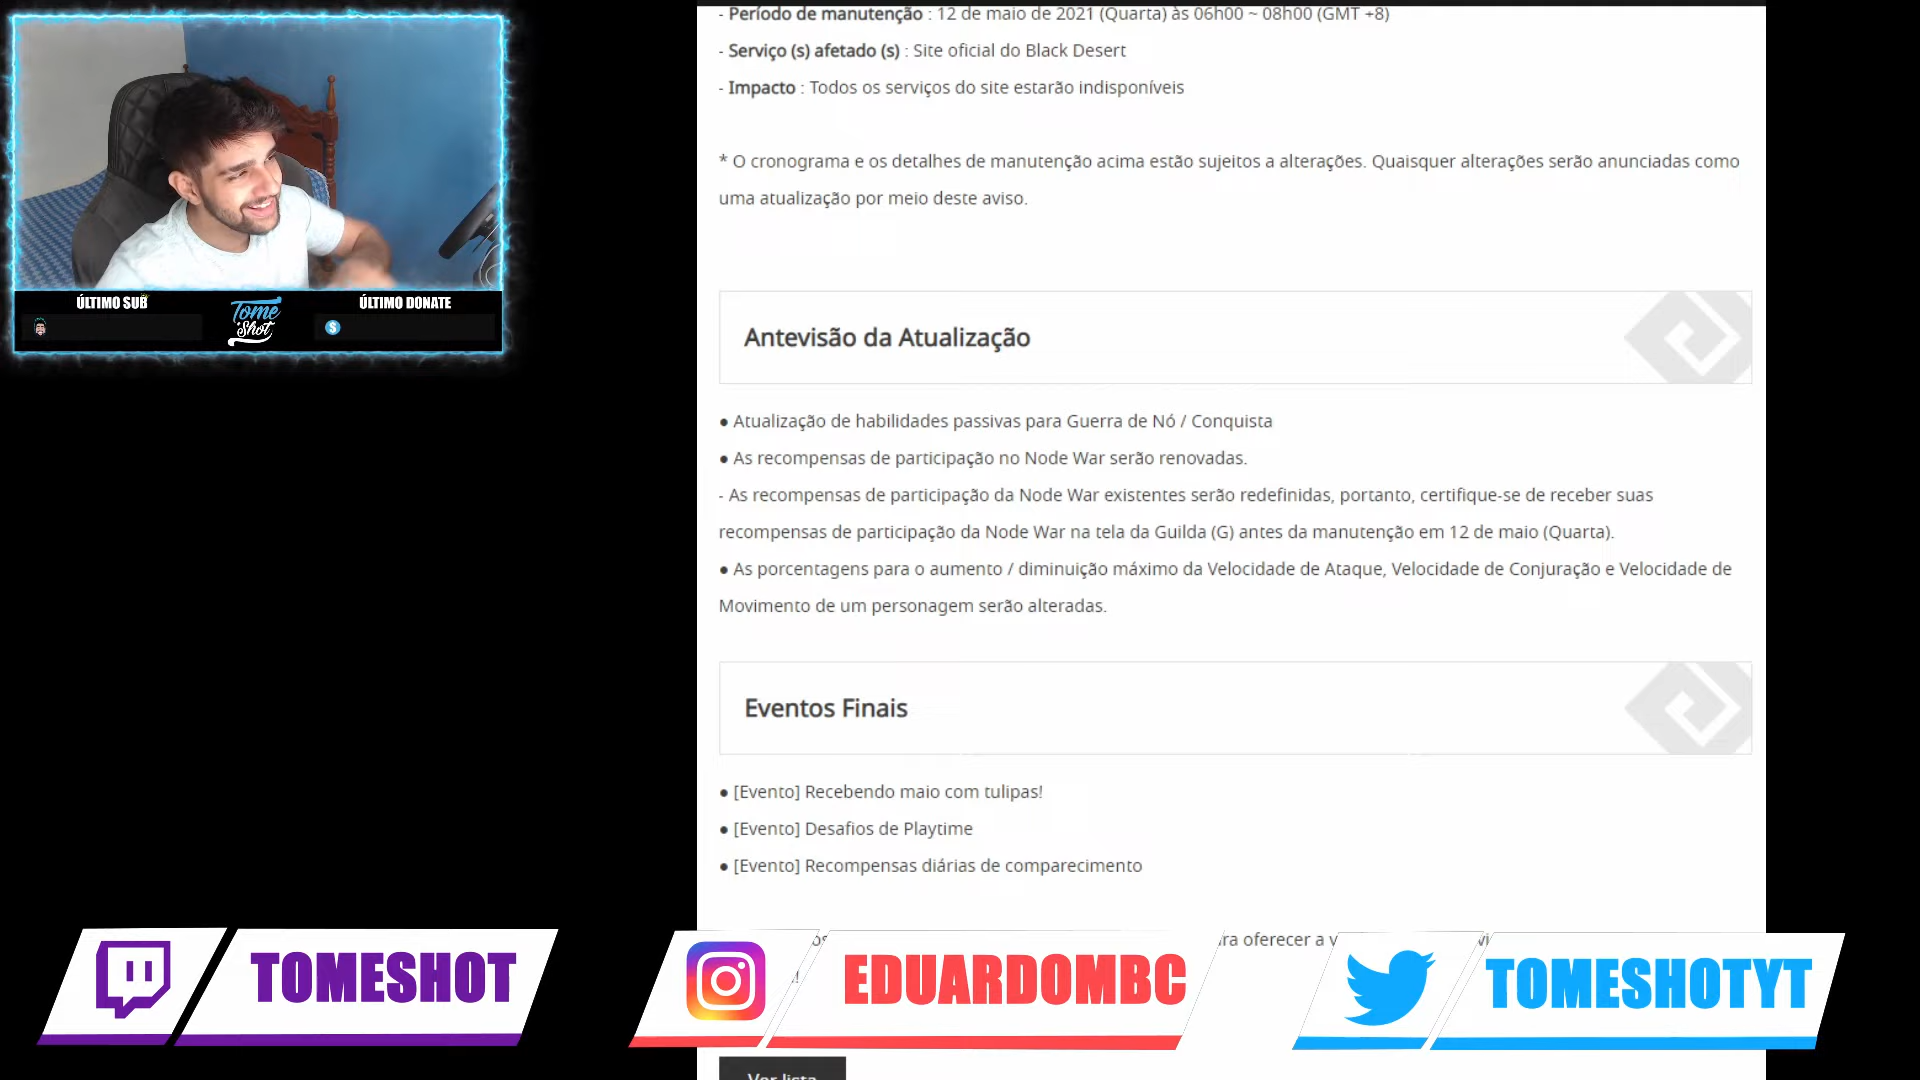 - Período de manutenção : 12 de maio de 2021 (Quarta) às 06h00 ~ 08h00 (GMT +8)
- Serviço (s) afetado (s) : Site oficial do Black Desert
- Impacto : Todos os serviços do site estarão indisponíveis
* O cronograma e os detalhes de manutenção acima estão sujeitos a alterações. Quaisquer alterações serão anunciadas como
uma atualização por meio deste aviso.
ÚLTIMO SUB
Tome
Shot
ÚLTIMO DONATE
Antevisão da Atualização
● Atualização de habilidades passivas para Guerra de Nó / Conquista
● As recompensas de participação no Node War serão renovadas.
- As recompensas de participação da Node War existentes serão redefinidas, portanto, certifique-se de receber suas
recompensas de participação da Node War na tela da Guilda (G) antes da manutenção em 12 de maio (Quarta).
● As porcentagens para o aumento / diminuição máximo da Velocidade de Ataque, Velocidade de Conjuração e Velocidade de
Movimento de um personagem serão alteradas.
Eventos Finais
● [Evento] Recebendo maio com tulipas!
● [Evento] Desafios de Playtime
● [Evento] Recompensas diárias de comparecimento
oferecer a
TOMESHOT
EDUARDOMBC
TOMESHOTYT
Ver lista